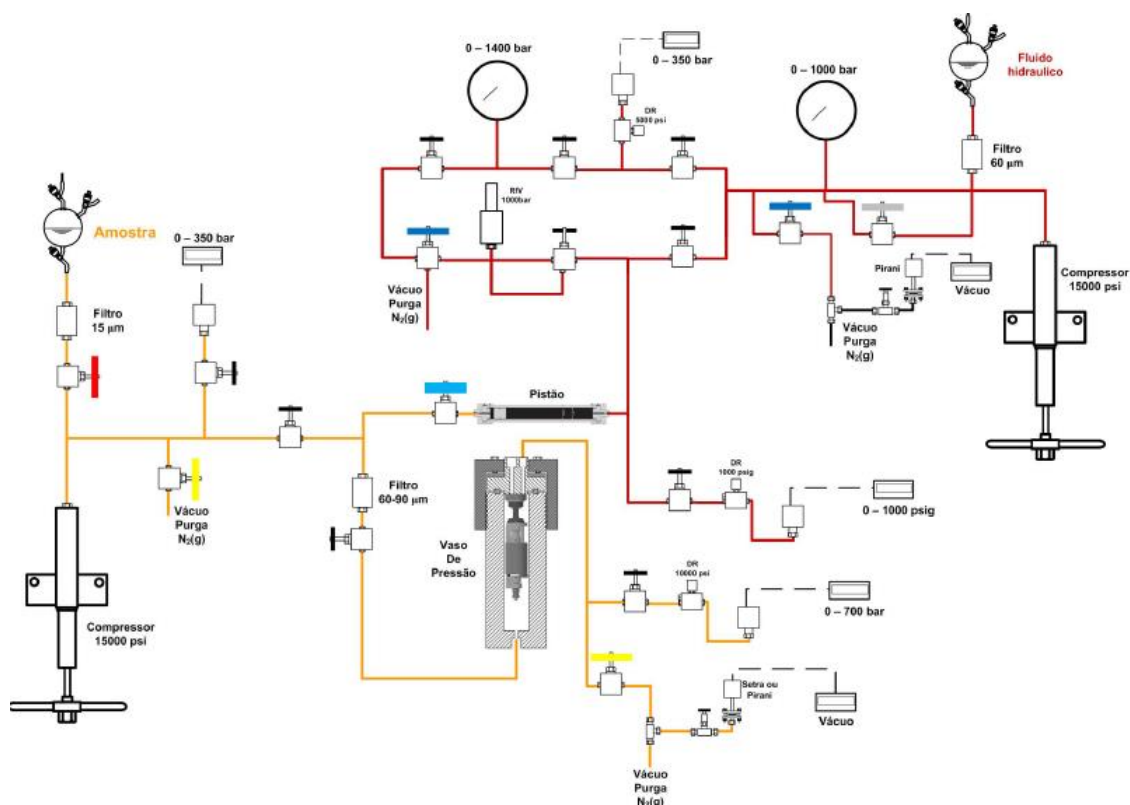 0 – 1400 bar
0 – 350 bar
DR
5000 psi
0 – 1000 bar
Fluido
hidraulico
Filtro
60 µm
RIV
1000bar
Amostra
0 – 350 bar
Filtro
15 µm
Vácuo
Purga
N₂(g)
Pirani
Vácuo
Vácuo
Purga
N₂(g)
Compressor
15000 psi
Pistão
Filtro
60-90 µm
DR
1000 psig
0 – 1000 psig
Vácuo
Purga
N₂(g)
Vaso
De
Pressão
DR
10000 psi
0 – 700 bar
Compressor
15000 psi
Setra ou
Pirani
Vácuo
Vácuo
Purga
N₂(g)